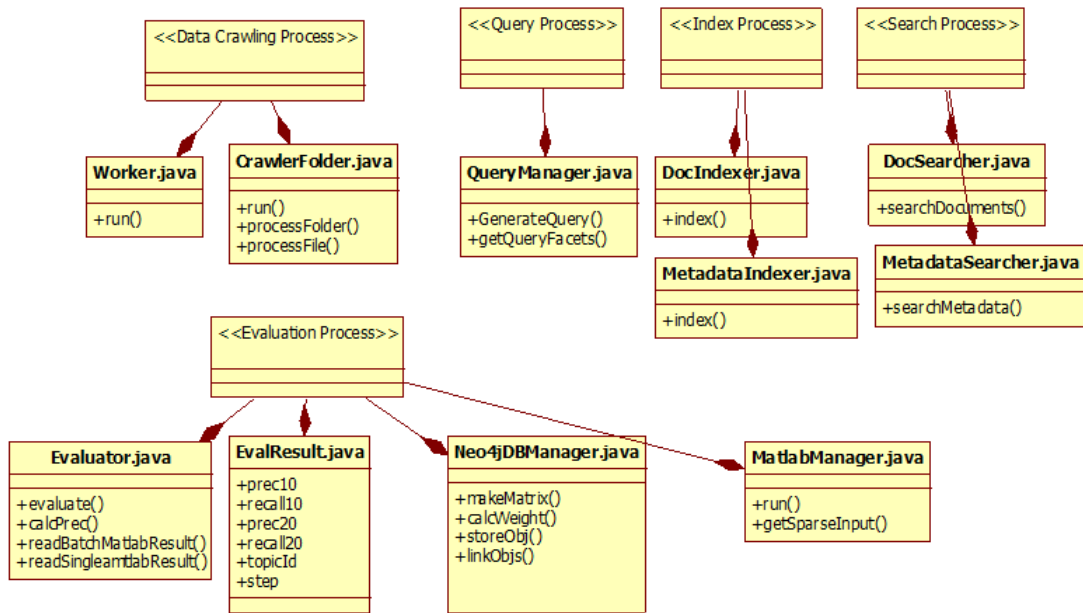 <<Data Crawling Process>>
<<Query Process>>
<<Index Process>>
<<Search Process>>
Worker.java
+run()
CrawlerFolder.java
+run()
+processFolder()
+processFile()
QueryManager.java
+GenerateQuery()
+getQueryFacets()
DocIndexer.java
+index()
DocSearcher.java
+searchDocuments()
MetadataIndexer.java
+index()
MetadataSearcher.java
+searchMetadata()
<<Evaluation Process>>
Evaluator.java
+evaluate()
+calcPrec()
+readBatchMatlabResult()
+readSingleamtlabResult()
EvalResult.java
+prec10
+recall10
+prec20
+recall20
+topicId
+step
Neo4jDBManager.java
+makeMatrix()
+calcWeight()
+storeObj()
+linkObjs()
MatlabManager.java
+run()
+getSparseInput()